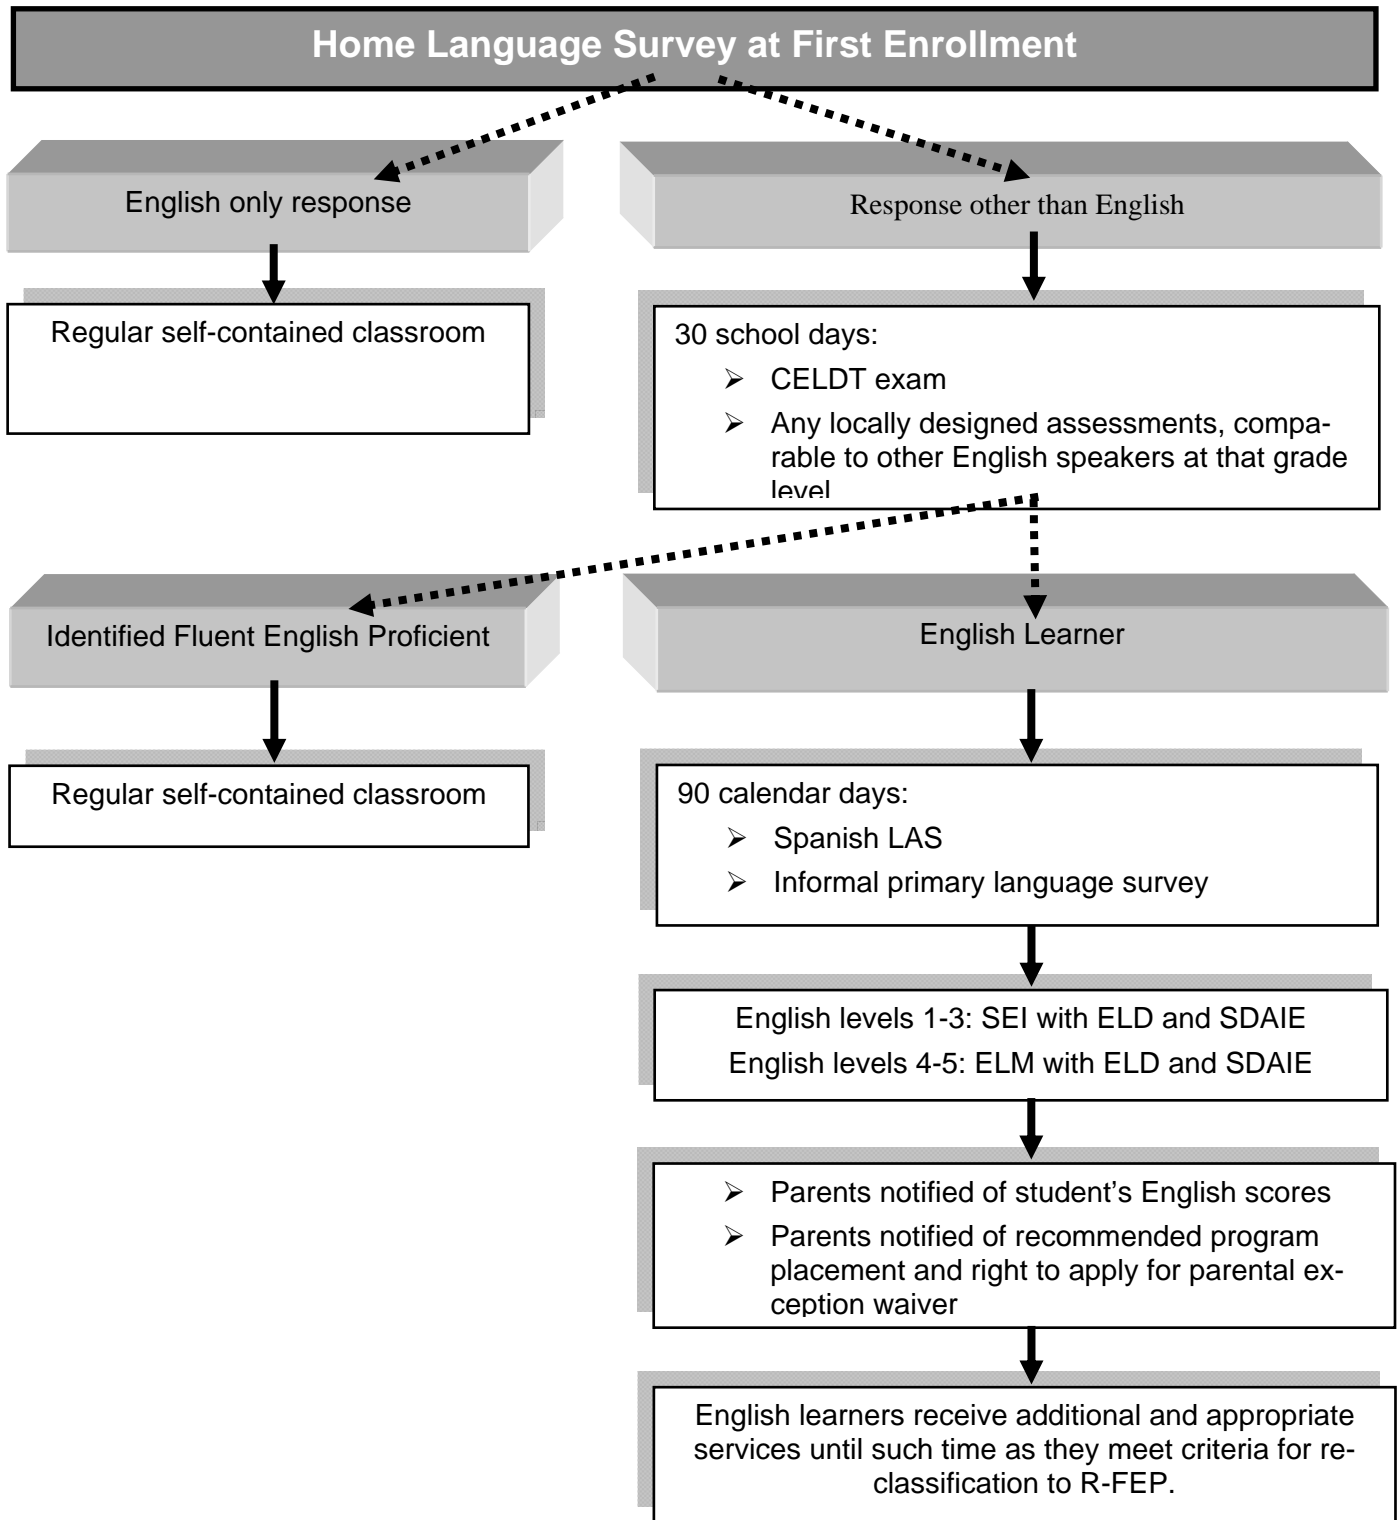 Home Language Survey at First Enrollment
English only response
Response other than English
Regular self-contained classroom
30 school days:
➢ CELDT exam
➢ Any locally designed assessments, compa-
rable to other English speakers at that grade
level
Identified Fluent English Proficient
English Learner
Regular self-contained classroom
90 calendar days:
➢ Spanish LAS
➢ Informal primary language survey
English levels 1-3: SEI with ELD and SDAIE
English levels 4-5: ELM with ELD and SDAIE
➢ Parents notified of student’s English scores
➢ Parents notified of recommended program
placement and right to apply for parental ex-
ception waiver
English learners receive additional and appropriate
services until such time as they meet criteria for re-
classification to R-FEP.